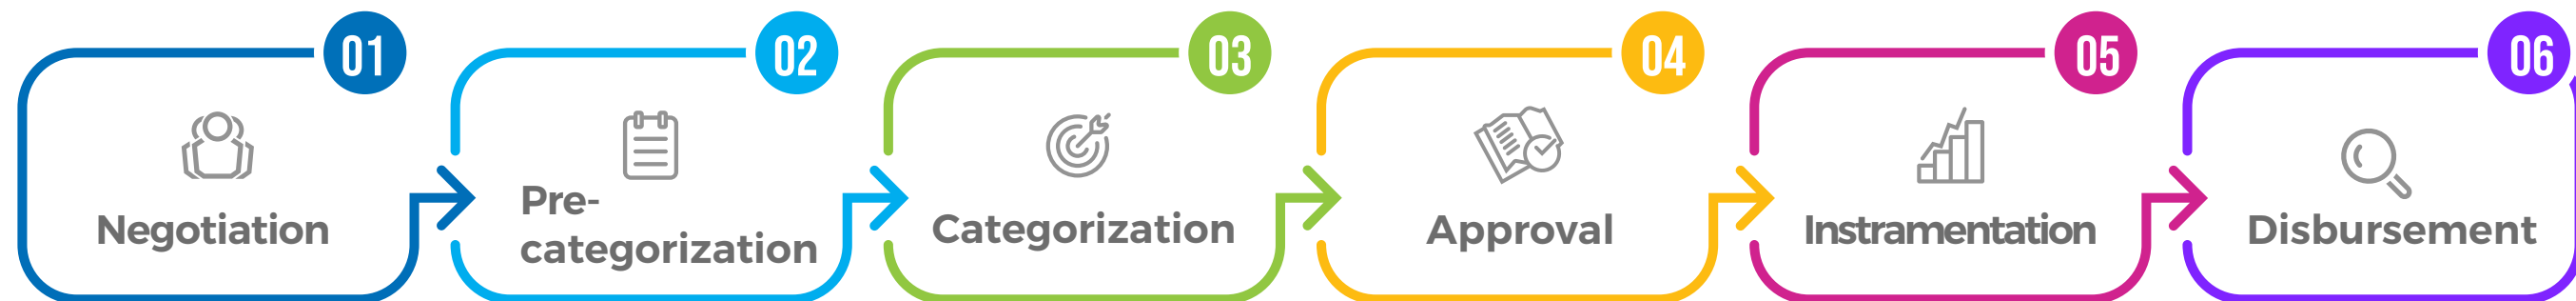 01
Negotiation
02
Pre-
categorization
03
Categorization
04
Approval
05
Instramentation
06
Disbursement